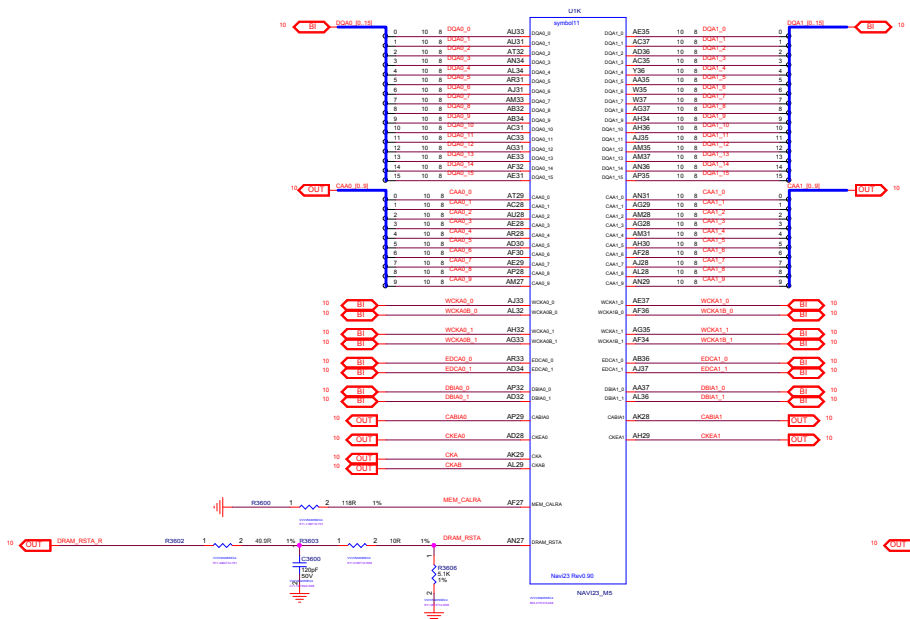 U1K
symbol11
10 BI DQA0_[0..15] DQA1_[0..15] BI 10
0 10 8 DQA0_0 AU33 DQA0_0 DQA1_0 AE35 10 8 DQA1_0 0
1 10 8 DQA0_1 AU31 DQA0_1 DQA1_1 AC37 10 8 DQA1_1 1
2 10 8 DQA0_2 AT32 DQA0_2 DQA1_2 AD36 10 8 DQA1_2 2
3 10 8 DQA0_3 AN34 DQA0_3 DQA1_3 AC35 10 8 DQA1_3 3
4 10 8 DQA0_4 AL34 DQA0_4 DQA1_4 Y36 10 8 DQA1_4 4
5 10 8 DQA0_5 AR31 DQA0_5 DQA1_5 AA35 10 8 DQA1_5 5
6 10 8 DQA0_6 AJ31 DQA0_6 DQA1_6 W35 10 8 DQA1_6 6
7 10 8 DQA0_7 AM33 DQA0_7 DQA1_7 W37 10 8 DQA1_7 7
8 10 8 DQA0_8 AB32 DQA0_8 DQA1_8 AG37 10 8 DQA1_8 8
9 10 8 DQA0_9 AB34 DQA0_9 DQA1_9 AH34 10 8 DQA1_9 9
10 10 8 DQA0_10 AC31 DQA0_10 DQA1_10 AH36 10 8 DQA1_10 10
11 10 8 DQA0_11 AC33 DQA0_11 DQA1_11 AJ35 10 8 DQA1_11 11
12 10 8 DQA0_12 AG31 DQA0_12 DQA1_12 AM35 10 8 DQA1_12 12
13 10 8 DQA0_13 AE33 DQA0_13 DQA1_13 AM37 10 8 DQA1_13 13
14 10 8 DQA0_14 AF32 DQA0_14 DQA1_14 AN36 10 8 DQA1_14 14
15 10 8 DQA0_15 AE31 DQA0_15 DQA1_15 AP35 10 8 DQA1_15 15
10 OUT CAA0_[0..9] CAA1_[0..9] OUT 10
0 10 8 CAA0_0 AT29 CAA0_0 CAA1_0 AN31 10 8 CAA1_0 0
1 10 8 CAA0_1 AC28 CAA0_1 CAA1_1 AG29 10 8 CAA1_1 1
2 10 8 CAA0_2 AU28 CAA0_2 CAA1_2 AM28 10 8 CAA1_2 2
3 10 8 CAA0_3 AE28 CAA0_3 CAA1_3 AG28 10 8 CAA1_3 3
4 10 8 CAA0_4 AR28 CAA0_4 CAA1_4 AM31 10 8 CAA1_4 4
5 10 8 CAA0_5 AD30 CAA0_5 CAA1_5 AH30 10 8 CAA1_5 5
6 10 8 CAA0_6 AF30 CAA0_6 CAA1_6 AF28 10 8 CAA1_6 6
7 10 8 CAA0_7 AE29 CAA0_7 CAA1_7 AJ28 10 8 CAA1_7 7
8 10 8 CAA0_8 AP28 CAA0_8 CAA1_8 AL28 10 8 CAA1_8 8
9 10 8 CAA0_9 AM27 CAA0_9 CAA1_9 AN29 10 8 CAA1_9 9
10 BI WCKA0_0 AJ33 WCKA0_0 WCKA1_0 AE37 WCKA1_0 BI 10
10 BI WCKA0B_0 AL32 WCKA0B_0 WCKA1B_0 AF36 WCKA1B_0 BI 10
10 BI WCKA0_1 AH32 WCKA0_1 WCKA1_1 AG35 WCKA1_1 BI 10
10 BI WCKA0B_1 AG33 WCKA0B_1 WCKA1B_1 AF34 WCKA1B_1 BI 10
10 BI EDCA0_0 AR33 EDCA0_0 EDCA1_0 AB36 EDCA1_0 BI 10
10 BI EDCA0_1 AD34 EDCA0_1 EDCA1_1 AJ37 EDCA1_1 BI 10
10 BI DBIA0_0 AP32 DBIA0_0 DBIA1_0 AA37 DBIA1_0 BI 10
10 BI DBIA0_1 AD32 DBIA0_1 DBIA1_1 AL36 DBIA1_1 BI 10
10 OUT CABIA0 AP29 CABIA0 CABIA1 AK28 CABIA1 OUT 10
10 OUT CKEA0 AD28 CKEA0 CKEA1 AH29 CKEA1 OUT 10
10 OUT CKA AK29 CKA
10 OUT CKAB AL29 CKAB
R3600 1 2 118R 1% MEM_CALRA AF27 MEM_CALRA
10 OUT DRAM_RSTA_R R3602 1 2 49.9R 1% R3603 1 2 10R 1% DRAM_RSTA AN27 DRAM_RSTA 10 OUT
C3600
120pF
50V
2
1
R3606
5.1K
1%
2
Navi23 Rev0.90
NAVI23_M5